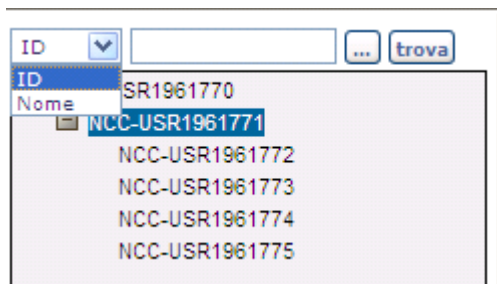 ID ... trova
ID
Nome
SR1961770
NCC-USR1961771
NCC-USR1961772
NCC-USR1961773
NCC-USR1961774
NCC-USR1961775